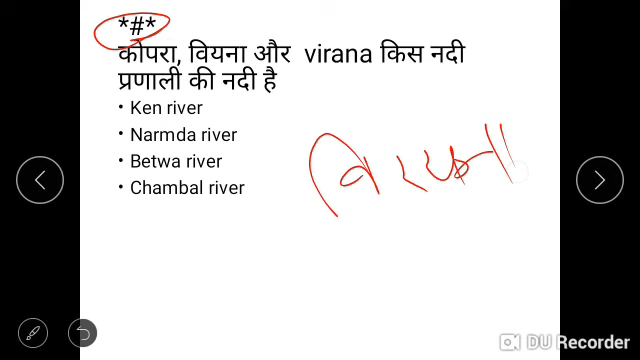 *#*
कोपरा, वियना और virana किस नदी
प्रणाली की नदी है
• Ken river
• Narmda river
• Betwa river
• Chambal river
DU Recorder